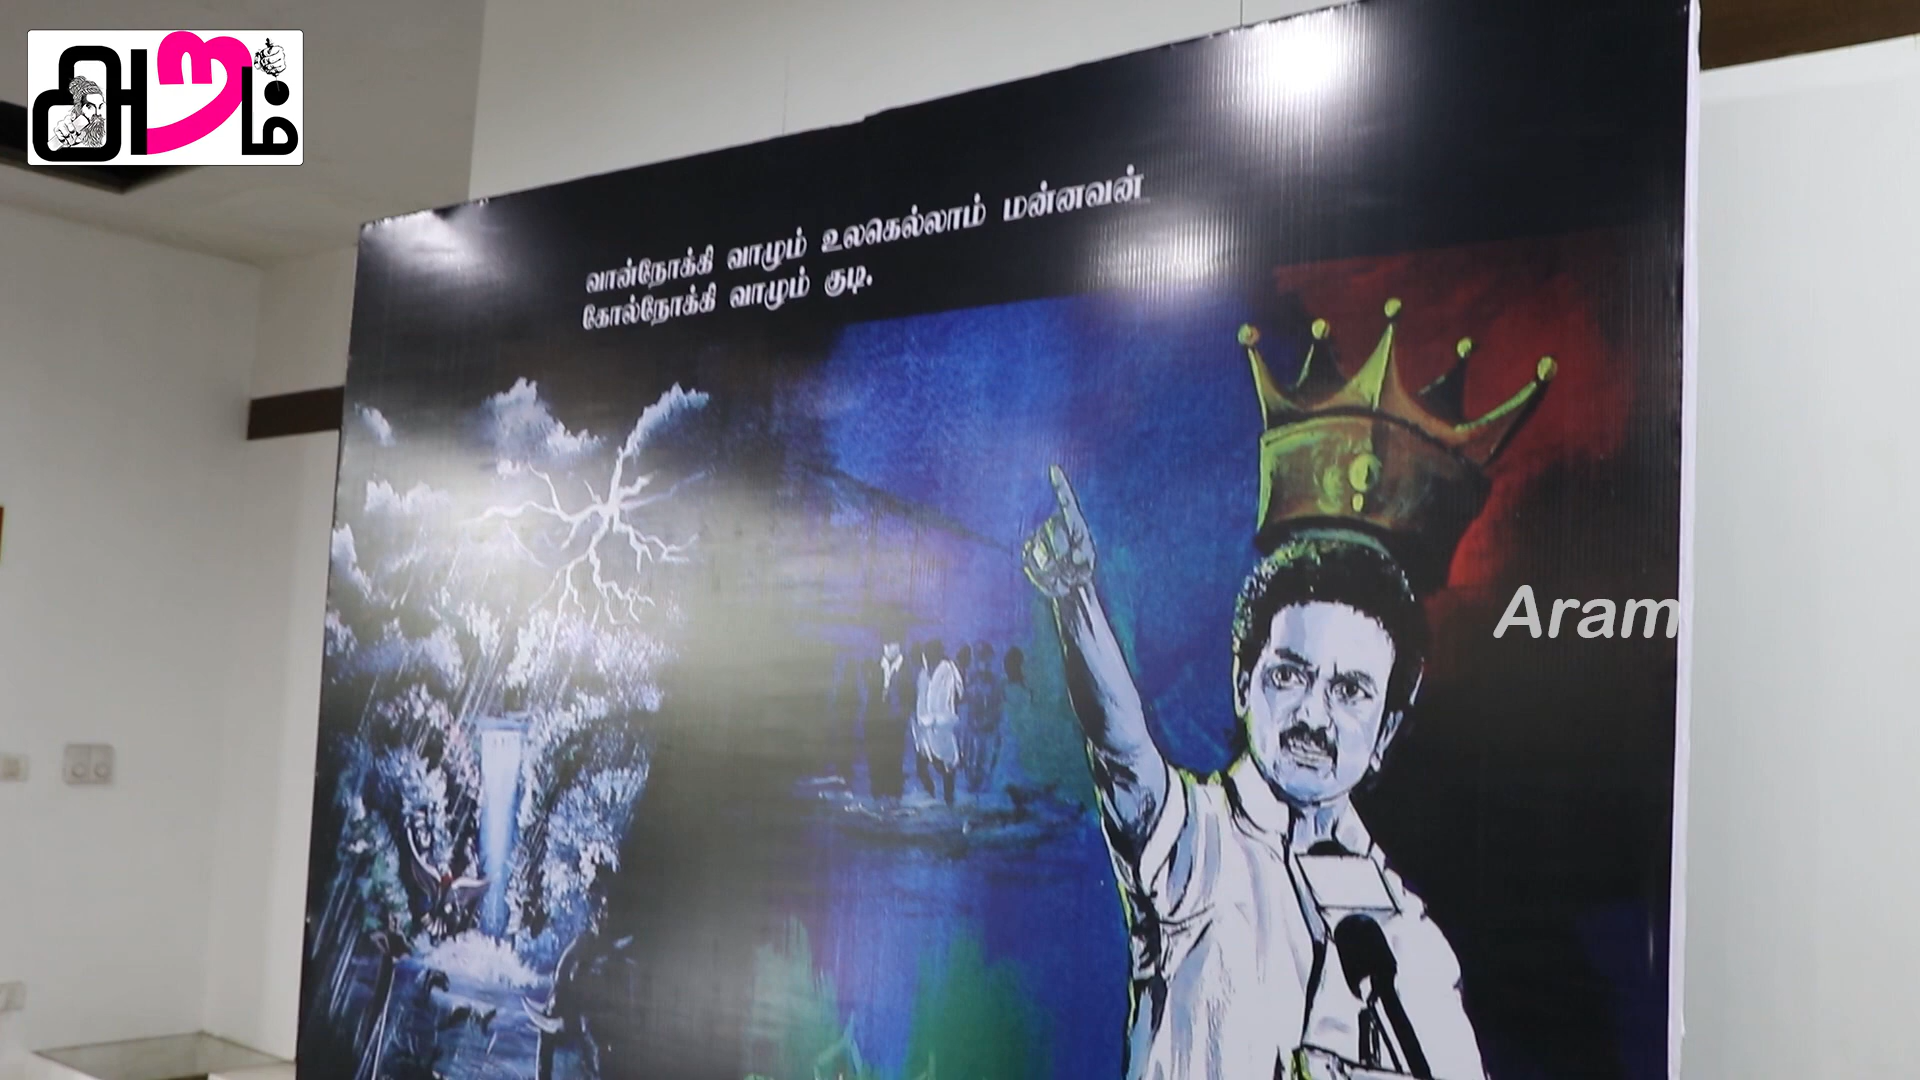 அறம்
வான்நோக்கி வாழும் உலகெல்லாம் மன்னவன்
கோல்நோக்கி வாழும் குடி.
Aram